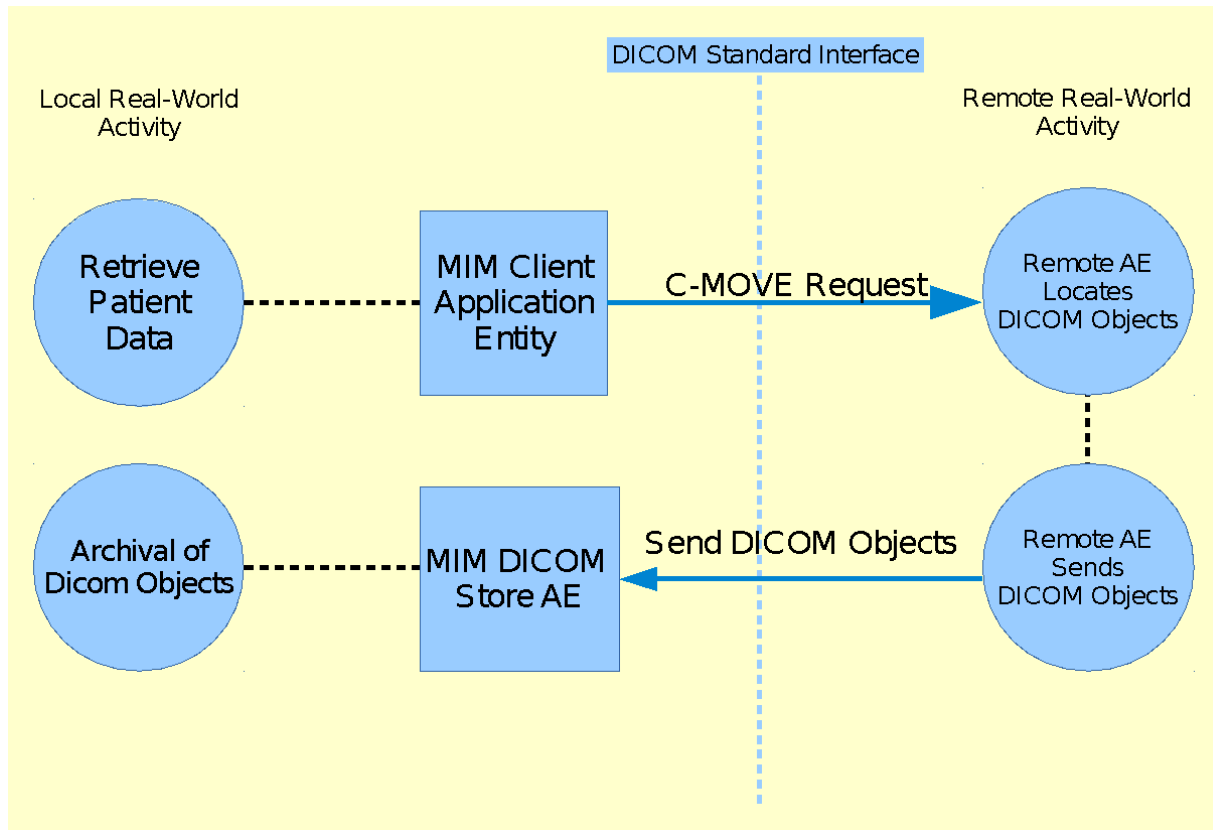 DICOM Standard Interface
Local Real-World
Activity
Remote Real-World
Activity
Retrieve
Patient
Data
MIM Client
Application
Entity
C-MOVE Request
Remote AE
Locates
DICOM Objects
Archival of
Dicom Objects
MIM DICOM
Store AE
Send DICOM Objects
Remote AE
Sends
DICOM Objects